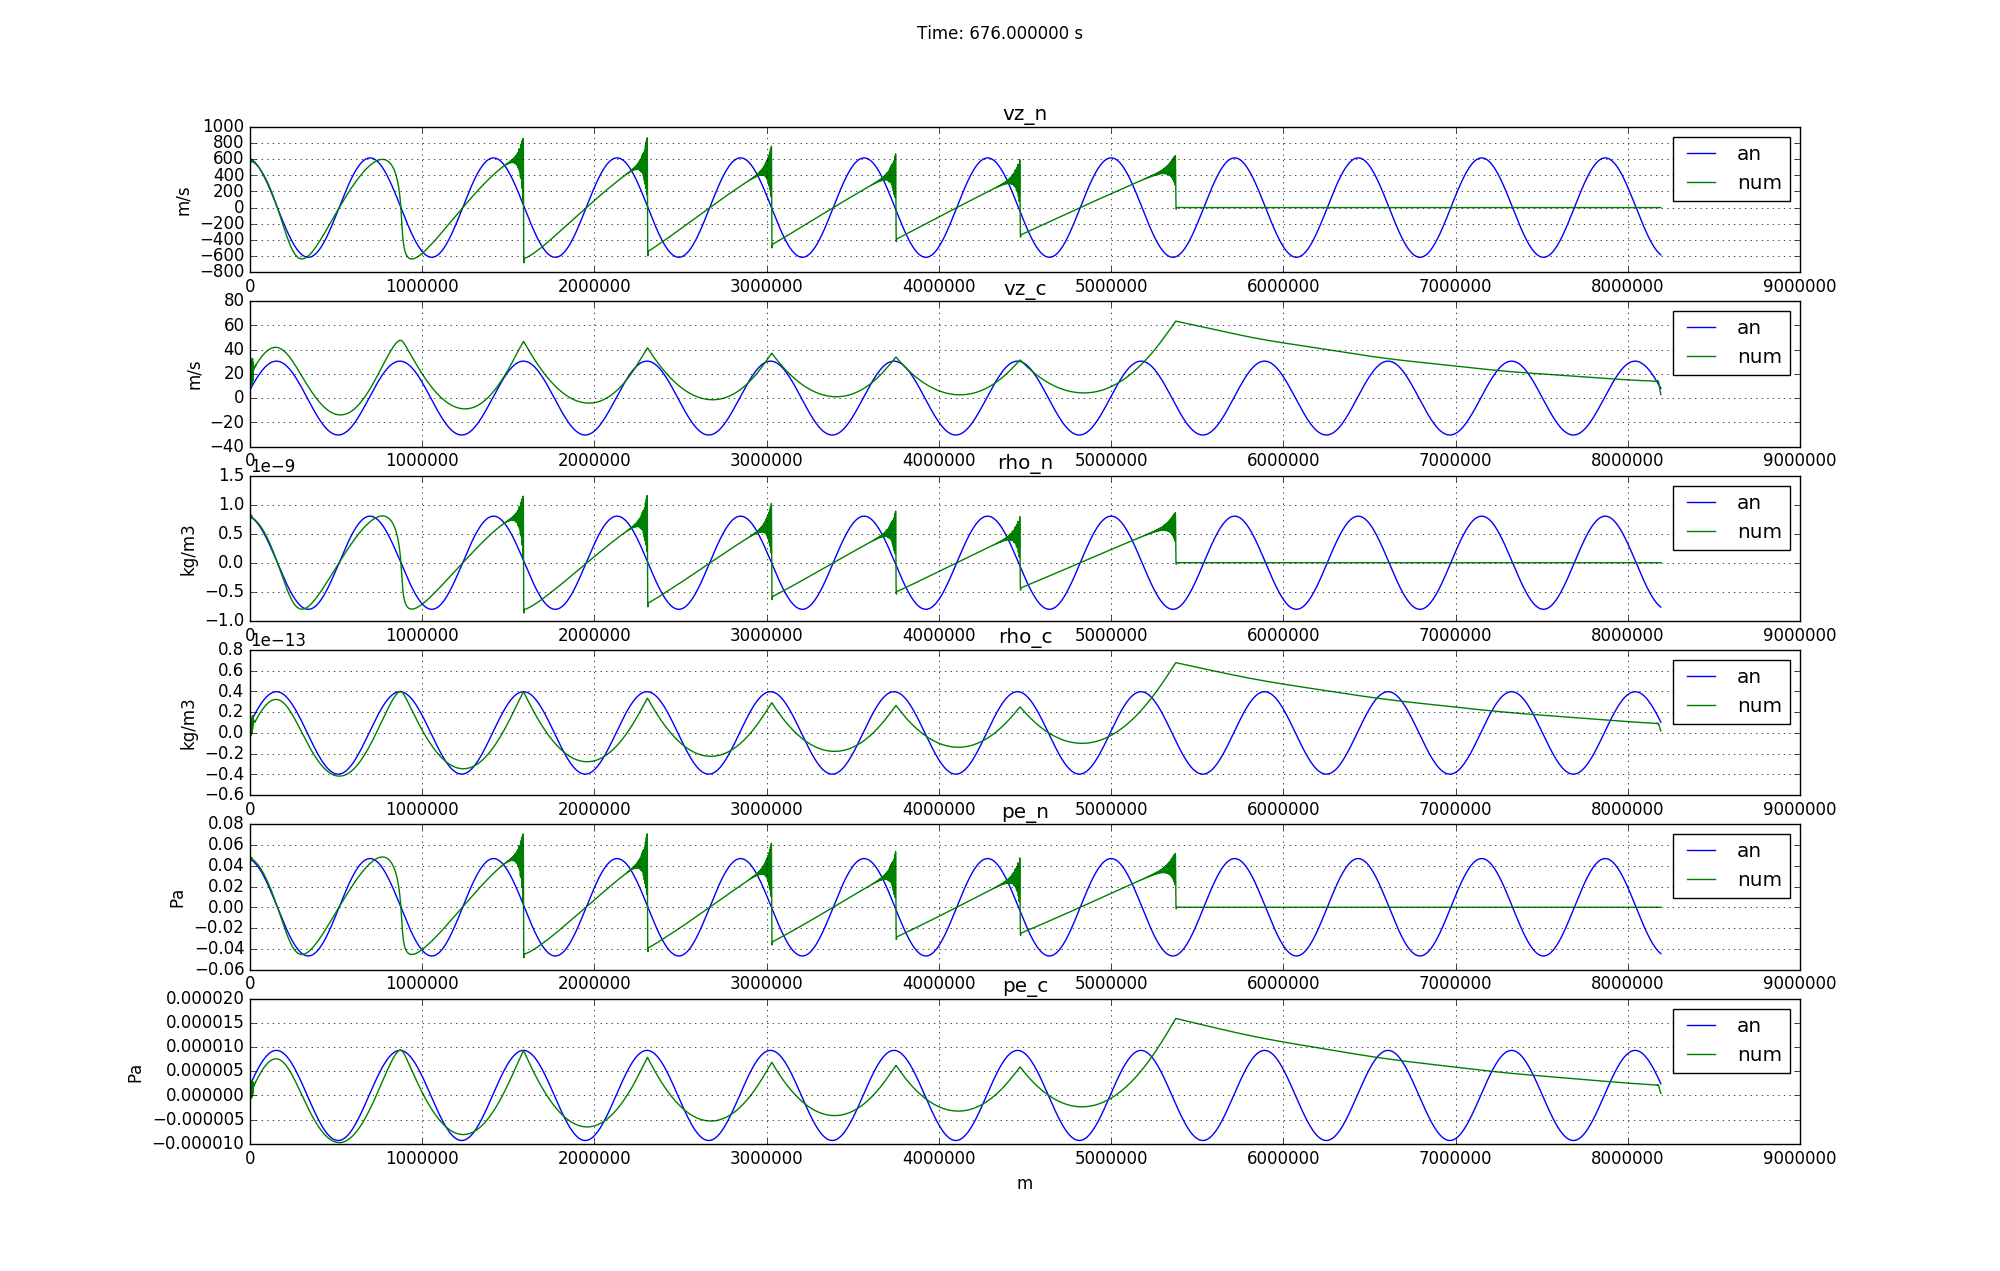 Time: 676.000000 s
vz_n
1000
800
600
400
200
0
−200
−400
−600
−800
m/s
an
num
0 1000000 2000000 3000000 4000000 5000000 6000000 7000000 8000000 9000000
vz_c
80
60
40
20
0
−20
−40
m/s
an
num
0 1000000 2000000 3000000 4000000 5000000 6000000 7000000 8000000 9000000
1e−9
rho_n
1.5
1.0
0.5
0.0
−0.5
−1.0
kg/m3
an
num
0 1000000 2000000 3000000 4000000 5000000 6000000 7000000 8000000 9000000
1e−13
rho_c
0.8
0.6
0.4
0.2
0.0
−0.2
−0.4
−0.6
kg/m3
an
num
0 1000000 2000000 3000000 4000000 5000000 6000000 7000000 8000000 9000000
pe_n
0.08
0.06
0.04
0.02
0.00
−0.02
−0.04
−0.06
Pa
an
num
0 1000000 2000000 3000000 4000000 5000000 6000000 7000000 8000000 9000000
pe_c
0.000020
0.000015
0.000010
0.000005
0.000000
−0.000005
−0.000010
Pa
an
num
0 1000000 2000000 3000000 4000000 5000000 6000000 7000000 8000000 9000000
m